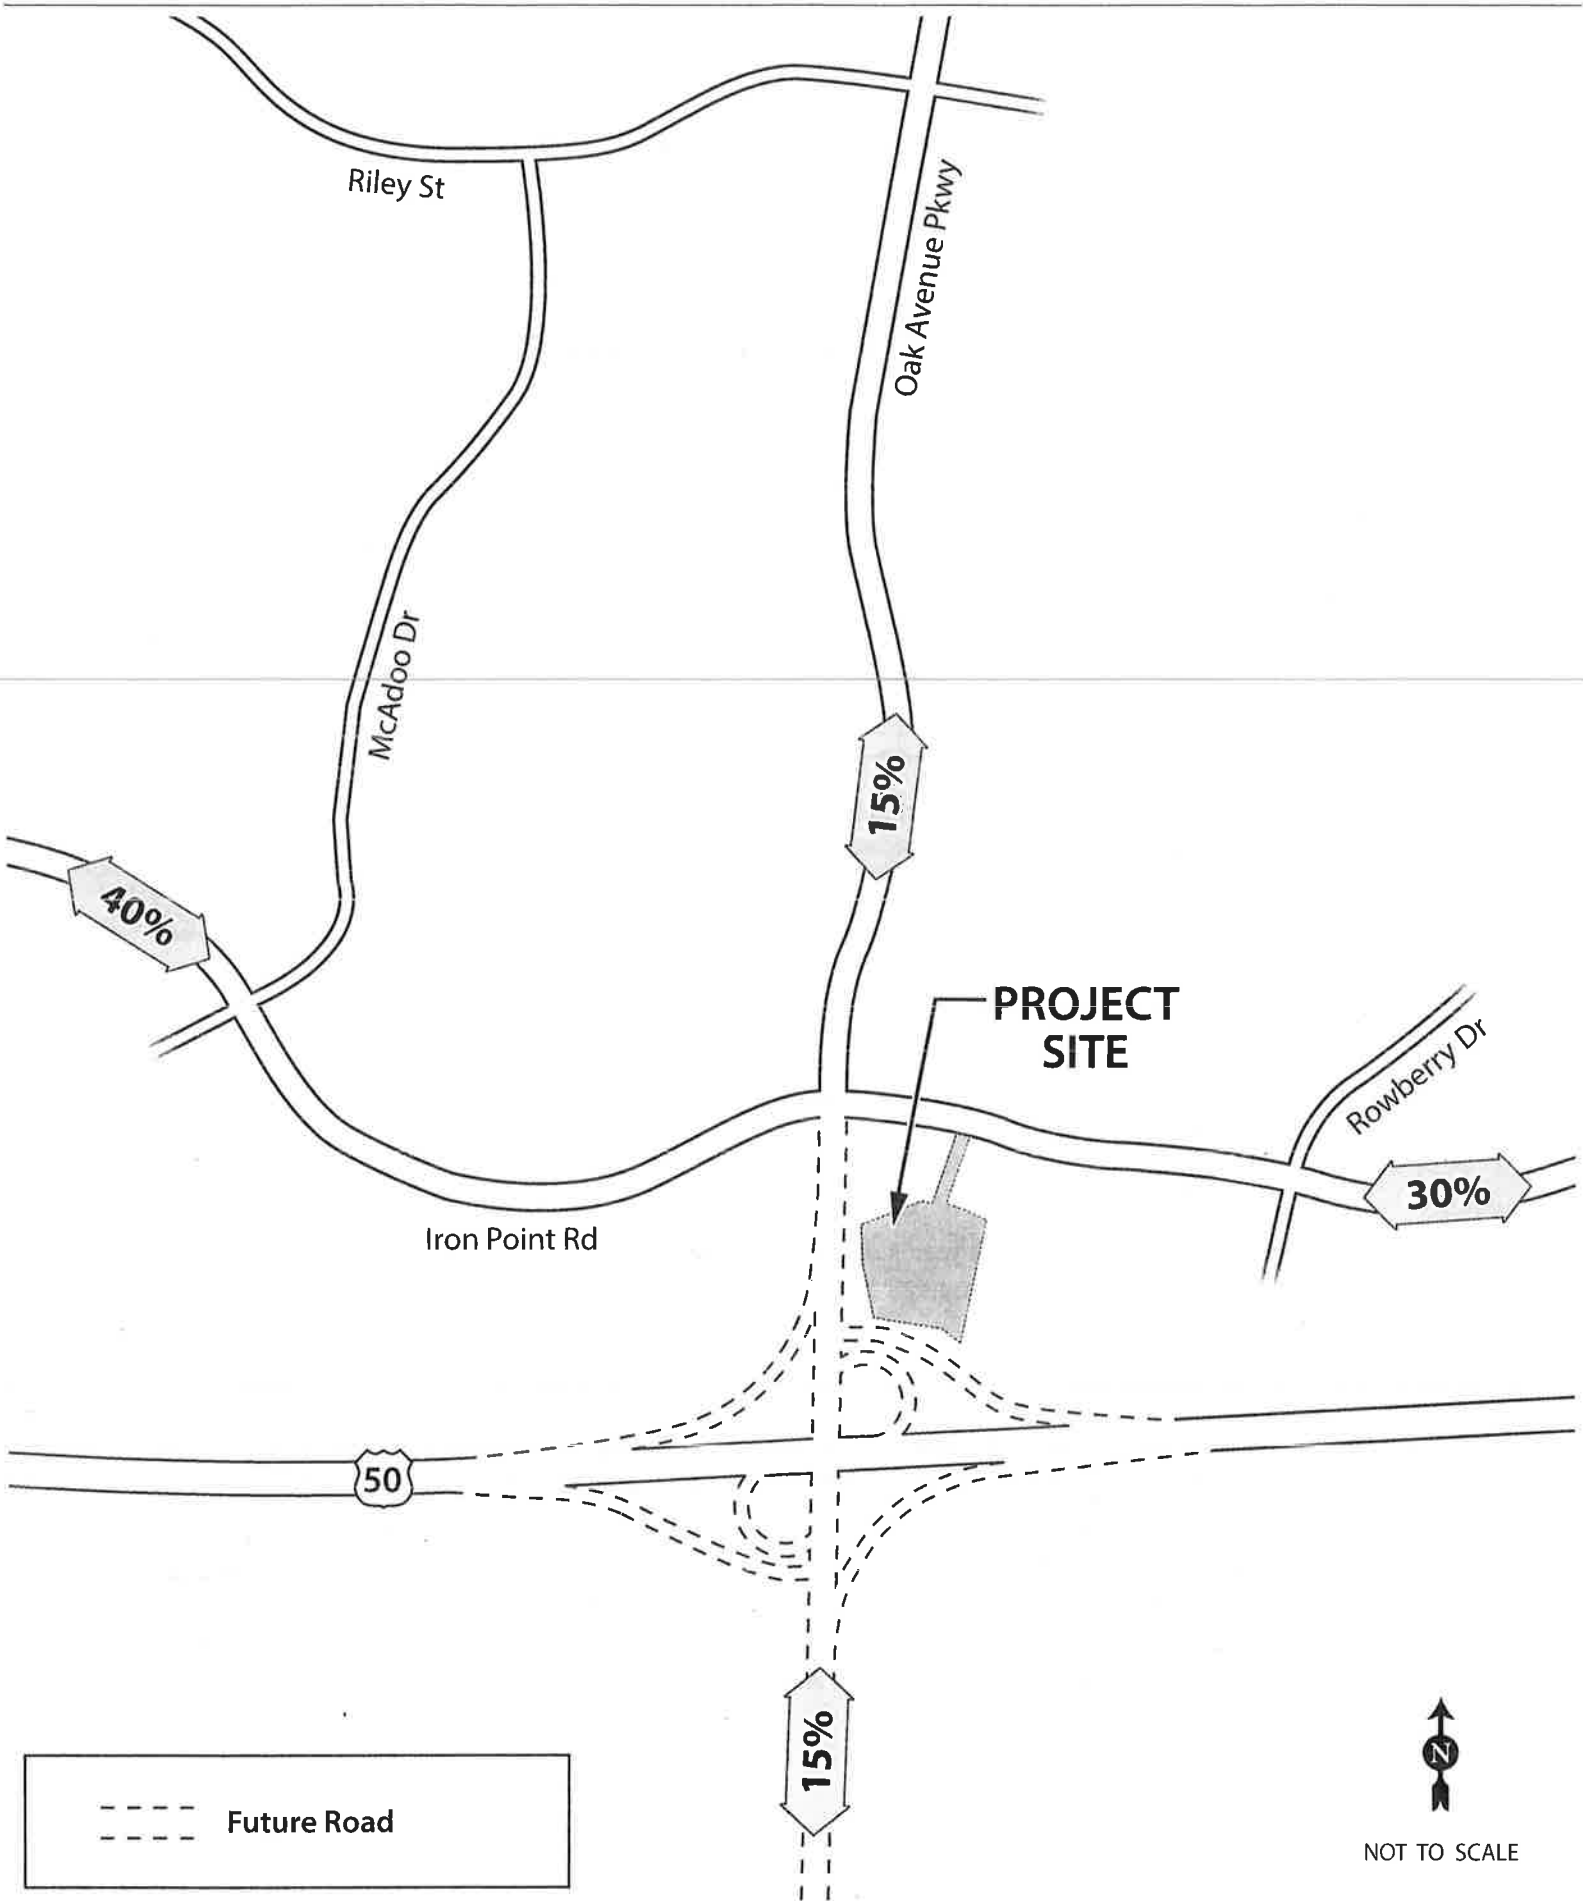 Riley St
Oak Avenue Pkwy
McAdoo Dr
15%
40%
PROJECT
SITE
Rowberry Dr
30%
Iron Point Rd
50
15%
Future Road
N
NOT TO SCALE